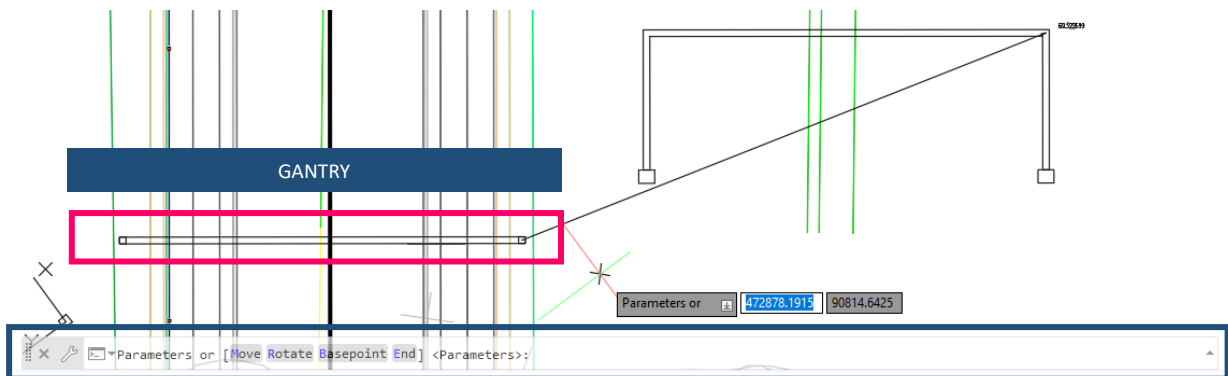 GANTRY
X
Parameters or 472878.1915 90814.6425
Y
Parameters or [Move Rotate Basepoint End] <Parameters>: